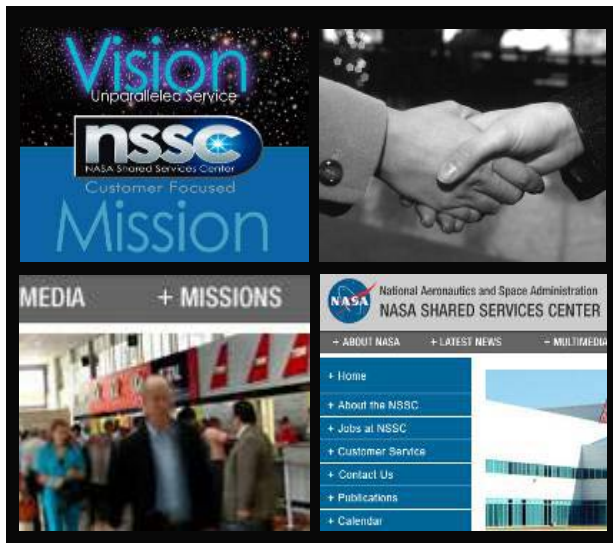 Vision
Unparalleled Service
nssc
NASA Shared Services Center
Customer Focused
Mission
MEDIA + MISSIONS
NASA
National Aeronautics and Space Administration
NASA SHARED SERVICES CENTER
+ ABOUT NASA + LATEST NEWS + MULTIMEDIA
+ Home
+ About the NSSC
+ Jobs at NSSC
+ Customer Service
+ Contact Us
+ Publications
+ Calendar